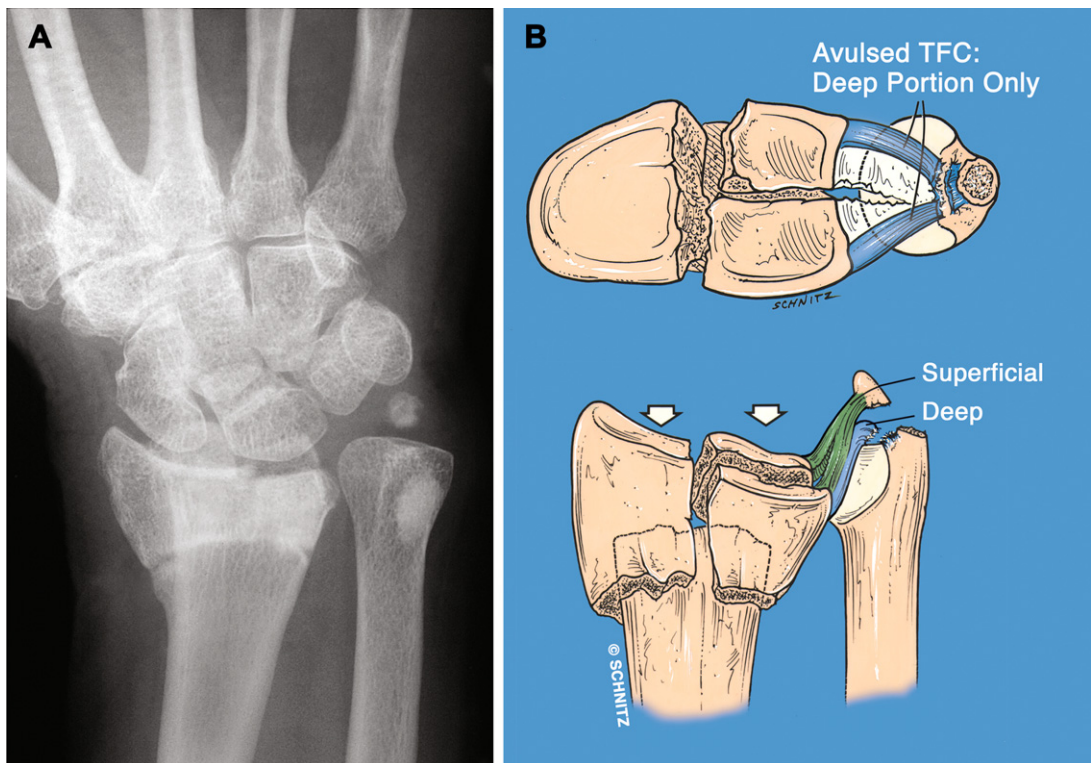 A
B
Avulsed TFC:
Deep Portion Only
SCHNITZ
Superficial
Deep
© SCHNITZ